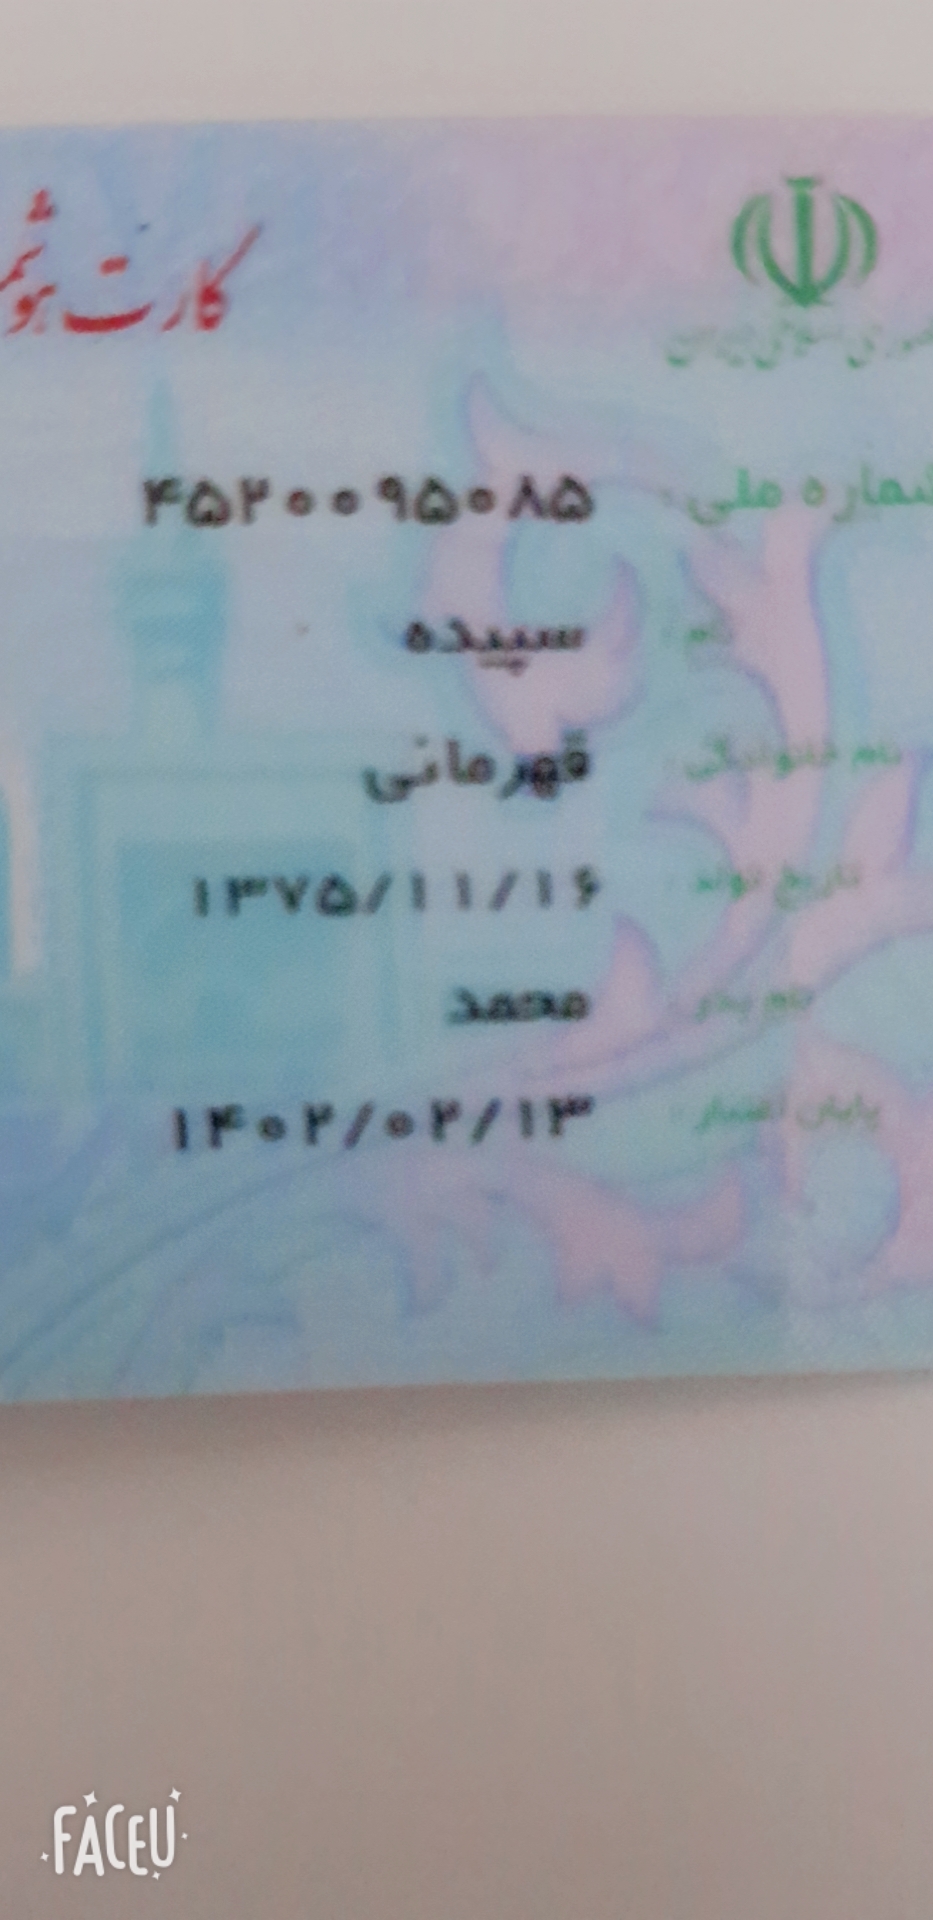 کارت هوشم
جمهوری اسلامی ایران
شماره ملی: ۴۵۲۰۰۹۵۰۸۵
نام: سپیده
نام خانوادگی: قهرمانی
تاریخ تولد: ۱۳۷۵/۱۱/۱۶
نام پدر: محمد
پایان اعتبار: ۱۴۰۲/۰۲/۱۳
FACEU